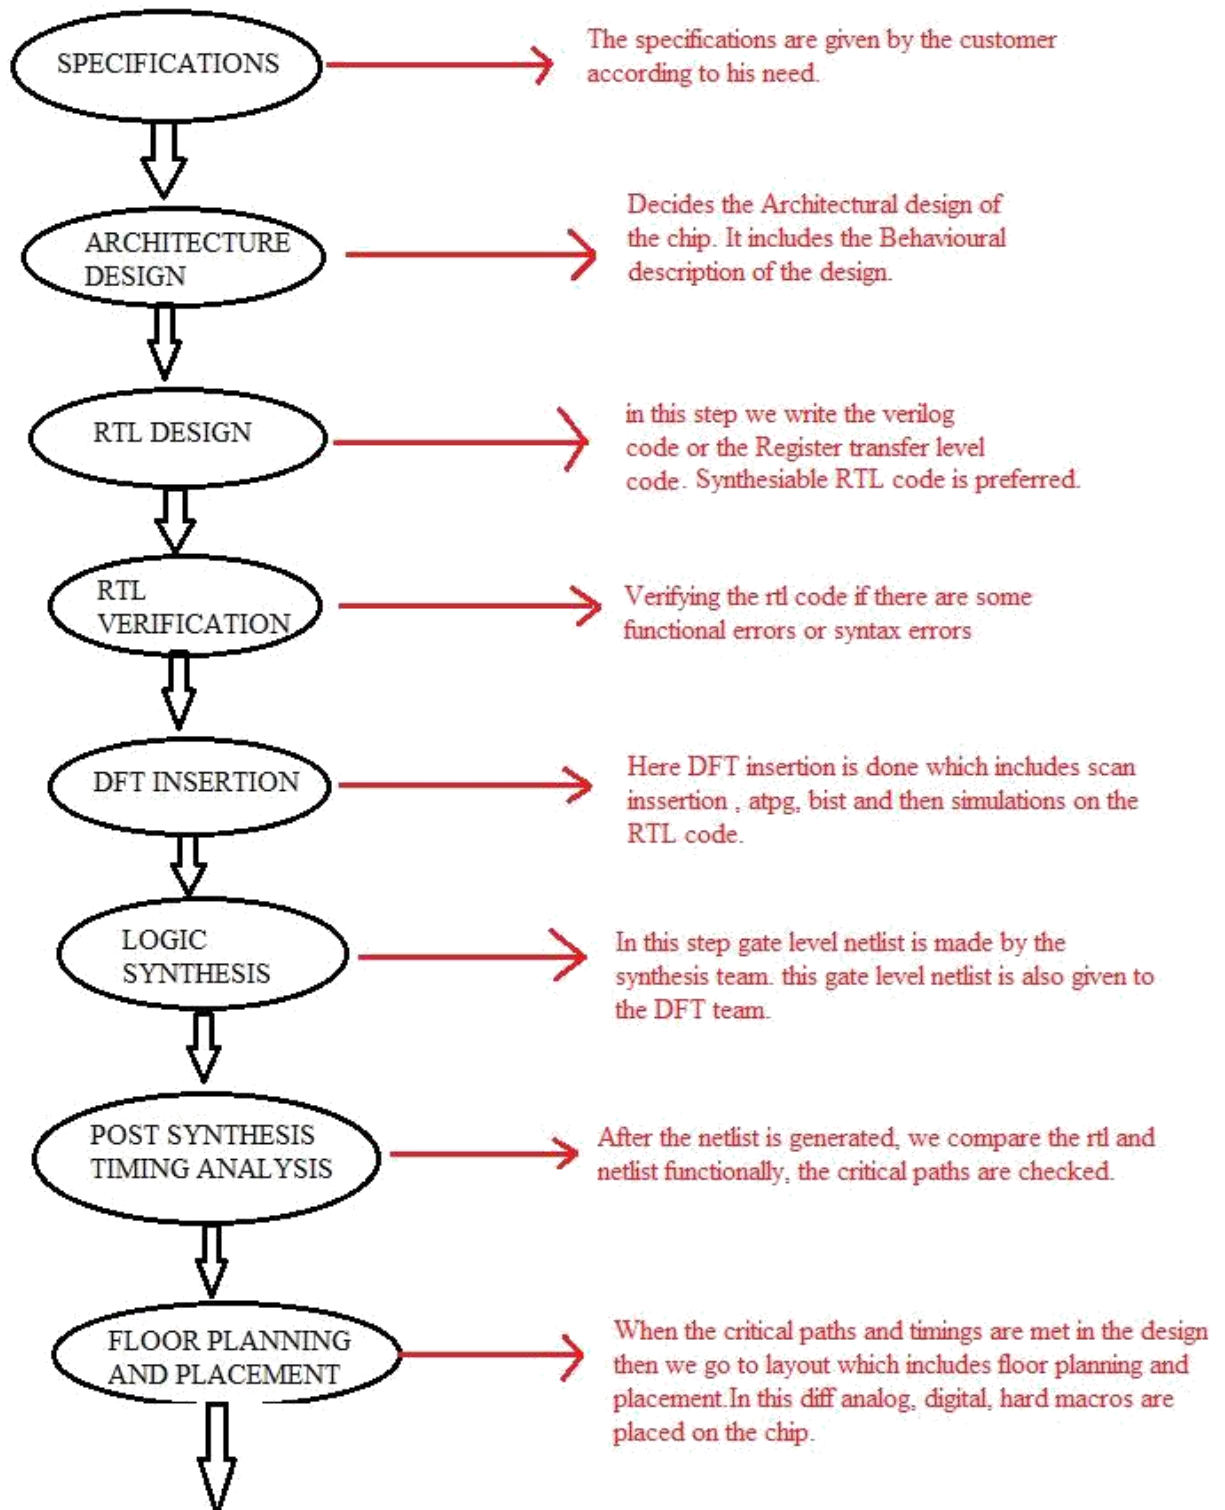 SPECIFICATIONS
The specifications are given by the customer
according to his need.
ARCHITECTURE
DESIGN
Decides the Architectural design of
the chip. It includes the Behavioural
description of the design.
RTL DESIGN
in this step we write the verilog
code or the Register transfer level
code. Synthesiable RTL code is preferred.
RTL
VERIFICATION
Verifying the rtl code if there are some
functional errors or syntax errors
DFT INSERTION
Here DFT insertion is done which includes scan
inssertion , atpg, bist and then simulations on the
RTL code.
LOGIC
SYNTHESIS
In this step gate level netlist is made by the
synthesis team. this gate level netlist is also given to
the DFT team.
POST SYNTHESIS
TIMING ANALYSIS
After the netlist is generated, we compare the rtl and
netlist functionally, the critical paths are checked.
FLOOR PLANNING
AND PLACEMENT
When the critical paths and timings are met in the design
then we go to layout which includes floor planning and
placement.In this diff analog, digital, hard macros are
placed on the chip.